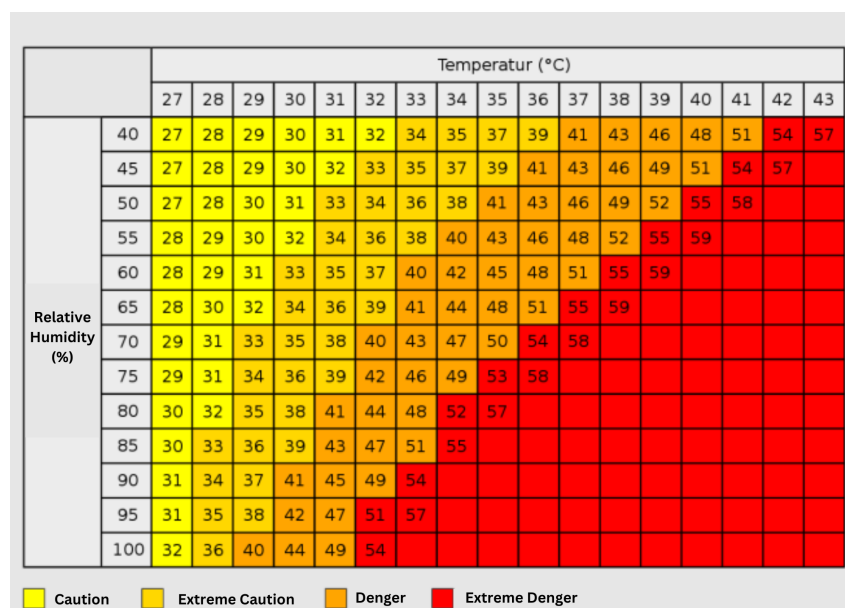 Temperatur (°C)
27 28 29 30 31 32 33 34 35 36 37 38 39 40 41 42 43
40 27 28 29 30 31 32 34 35 37 39 41 43 46 48 51 54 57
45 27 28 29 30 32 33 35 37 39 41 43 46 49 51 54 57
50 27 28 30 31 33 34 36 38 41 43 46 49 52 55 58
55 28 29 30 32 34 36 38 40 43 46 48 52 55 59
60 28 29 31 33 35 37 40 42 45 48 51 55 59
65 28 30 32 34 36 39 41 44 48 51 55 59
Relative
Humidity
(%)
70 29 31 33 35 38 40 43 47 50 54 58
75 29 31 34 36 39 42 46 49 53 58
80 30 32 35 38 41 44 48 52 57
85 30 33 36 39 43 47 51 55
90 31 34 37 41 45 49 54
95 31 35 38 42 47 51 57
100 32 36 40 44 49 54
Caution Extreme Caution Denger Extreme Denger